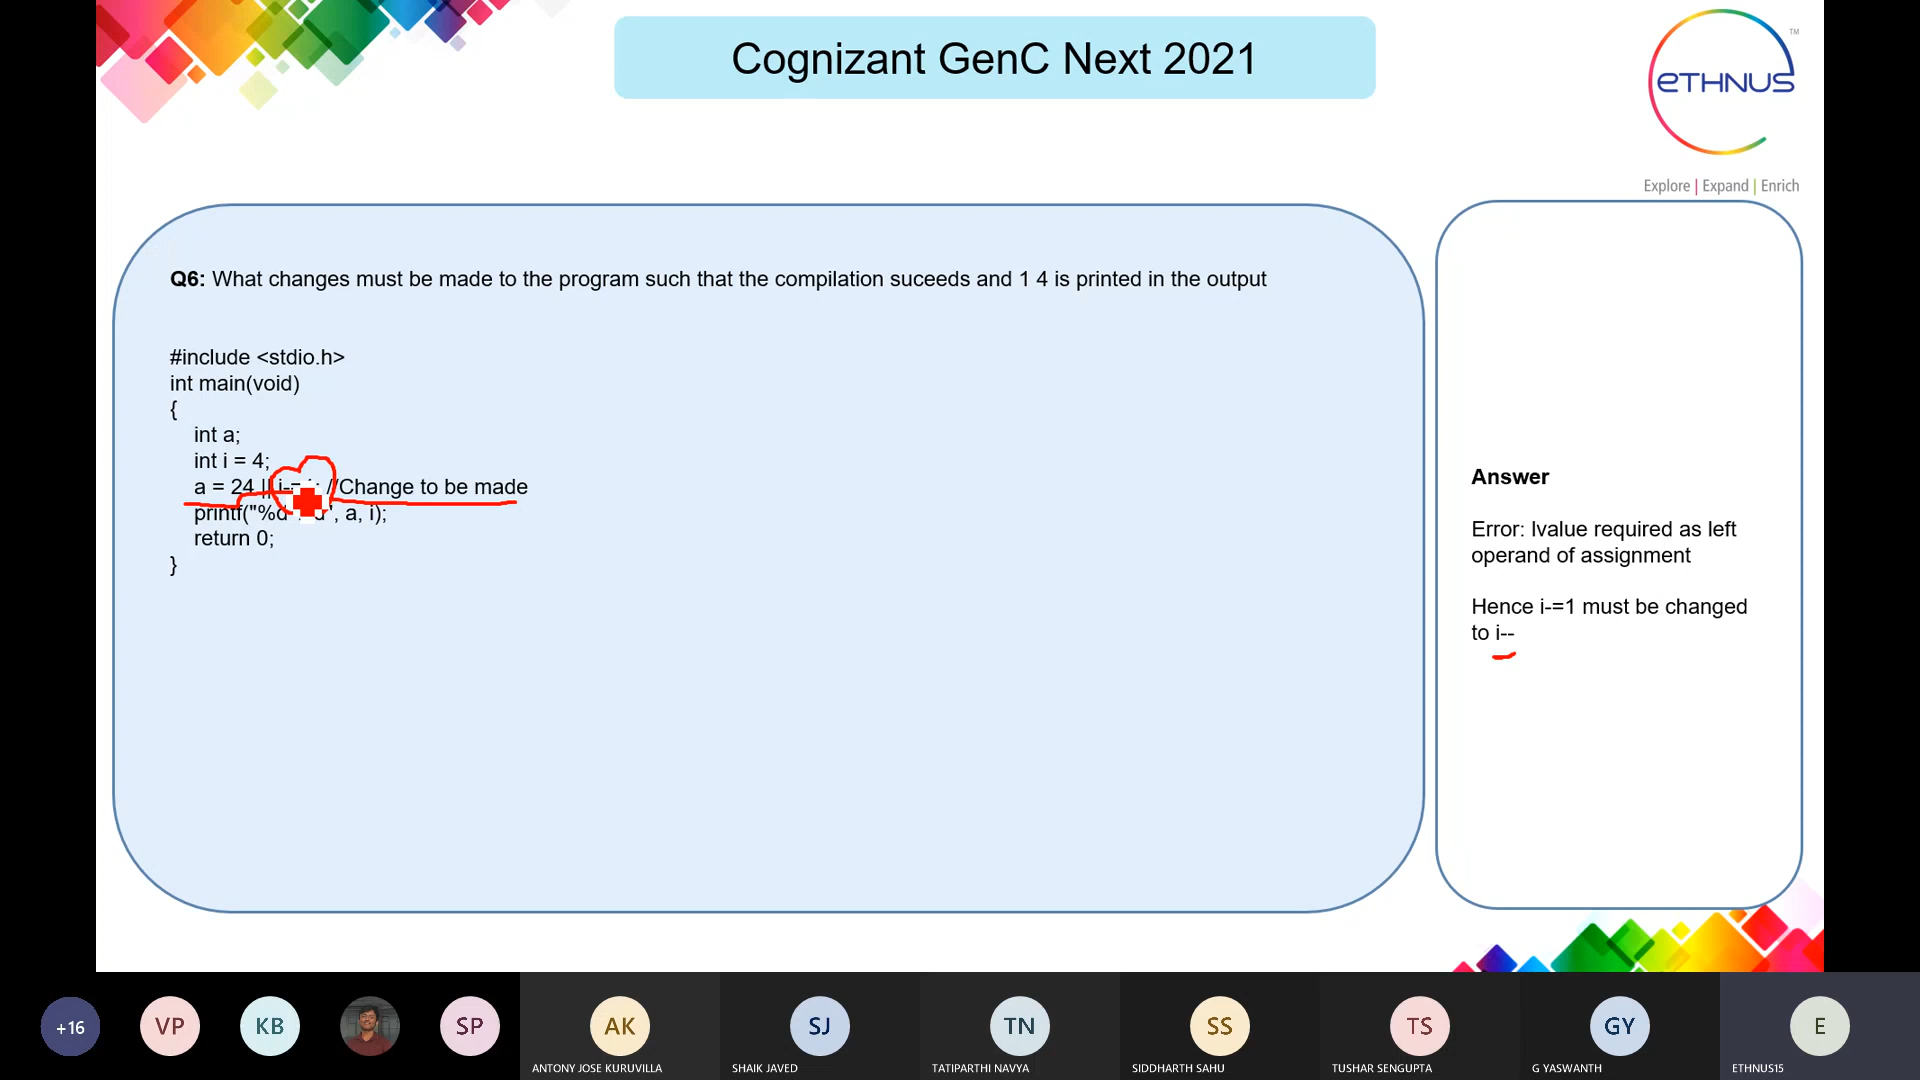 Cognizant GenC Next 2021
eTHNUS
TM
Explore | Expand | Enrich
Q6: What changes must be made to the program such that the compilation suceeds and 1 4 is printed in the output
#include <stdio.h>
int main(void)
{
int a;
int i = 4;
a = 24 || //Change to be made
printf("%d a, i);
return 0;
}
Answer
Error: lvalue required as left
operand of assignment
Hence i-=1 must be changed
to i--
+16
VP
KB
SP
AK
SJ
TN
SS
TS
GY
E
ANTONY JOSE KURUVILLA
SHAIK JAVED
TATIPARTHI NAVYA
SIDDHARTH SAHU
TUSHAR SENGUPTA
G YASWANTH
ETHNUS15